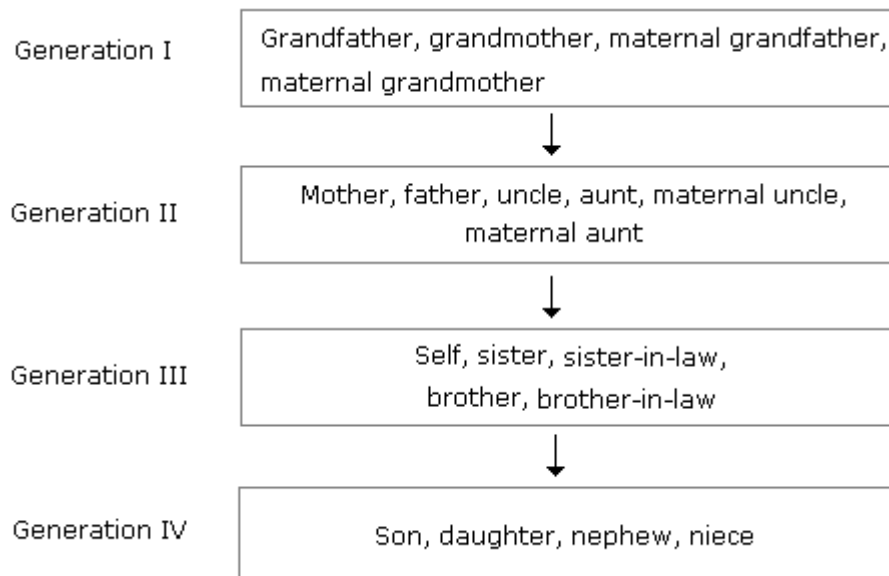 Generation I
Grandfather, grandmother, maternal grandfather,
maternal grandmother
Generation II
Mother, father, uncle, aunt, maternal uncle,
maternal aunt
Generation III
Self, sister, sister-in-law,
brother, brother-in-law
Generation IV
Son, daughter, nephew, niece